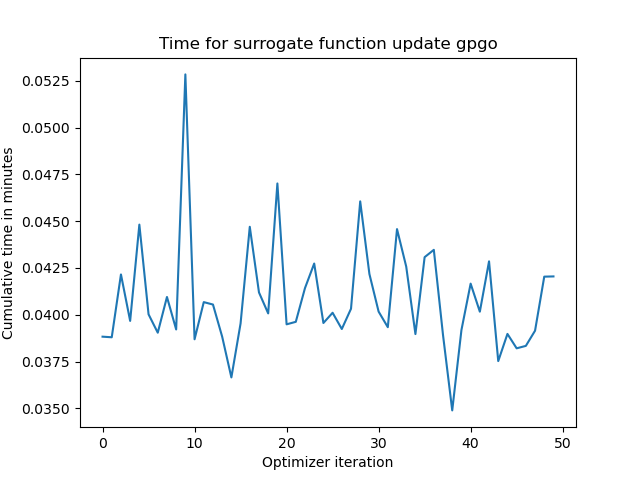 Time for surrogate function update gpgo
Cumulative time in minutes
0.0525
0.0500
0.0475
0.0450
0.0425
0.0400
0.0375
0.0350
0 10 20 30 40 50
Optimizer iteration